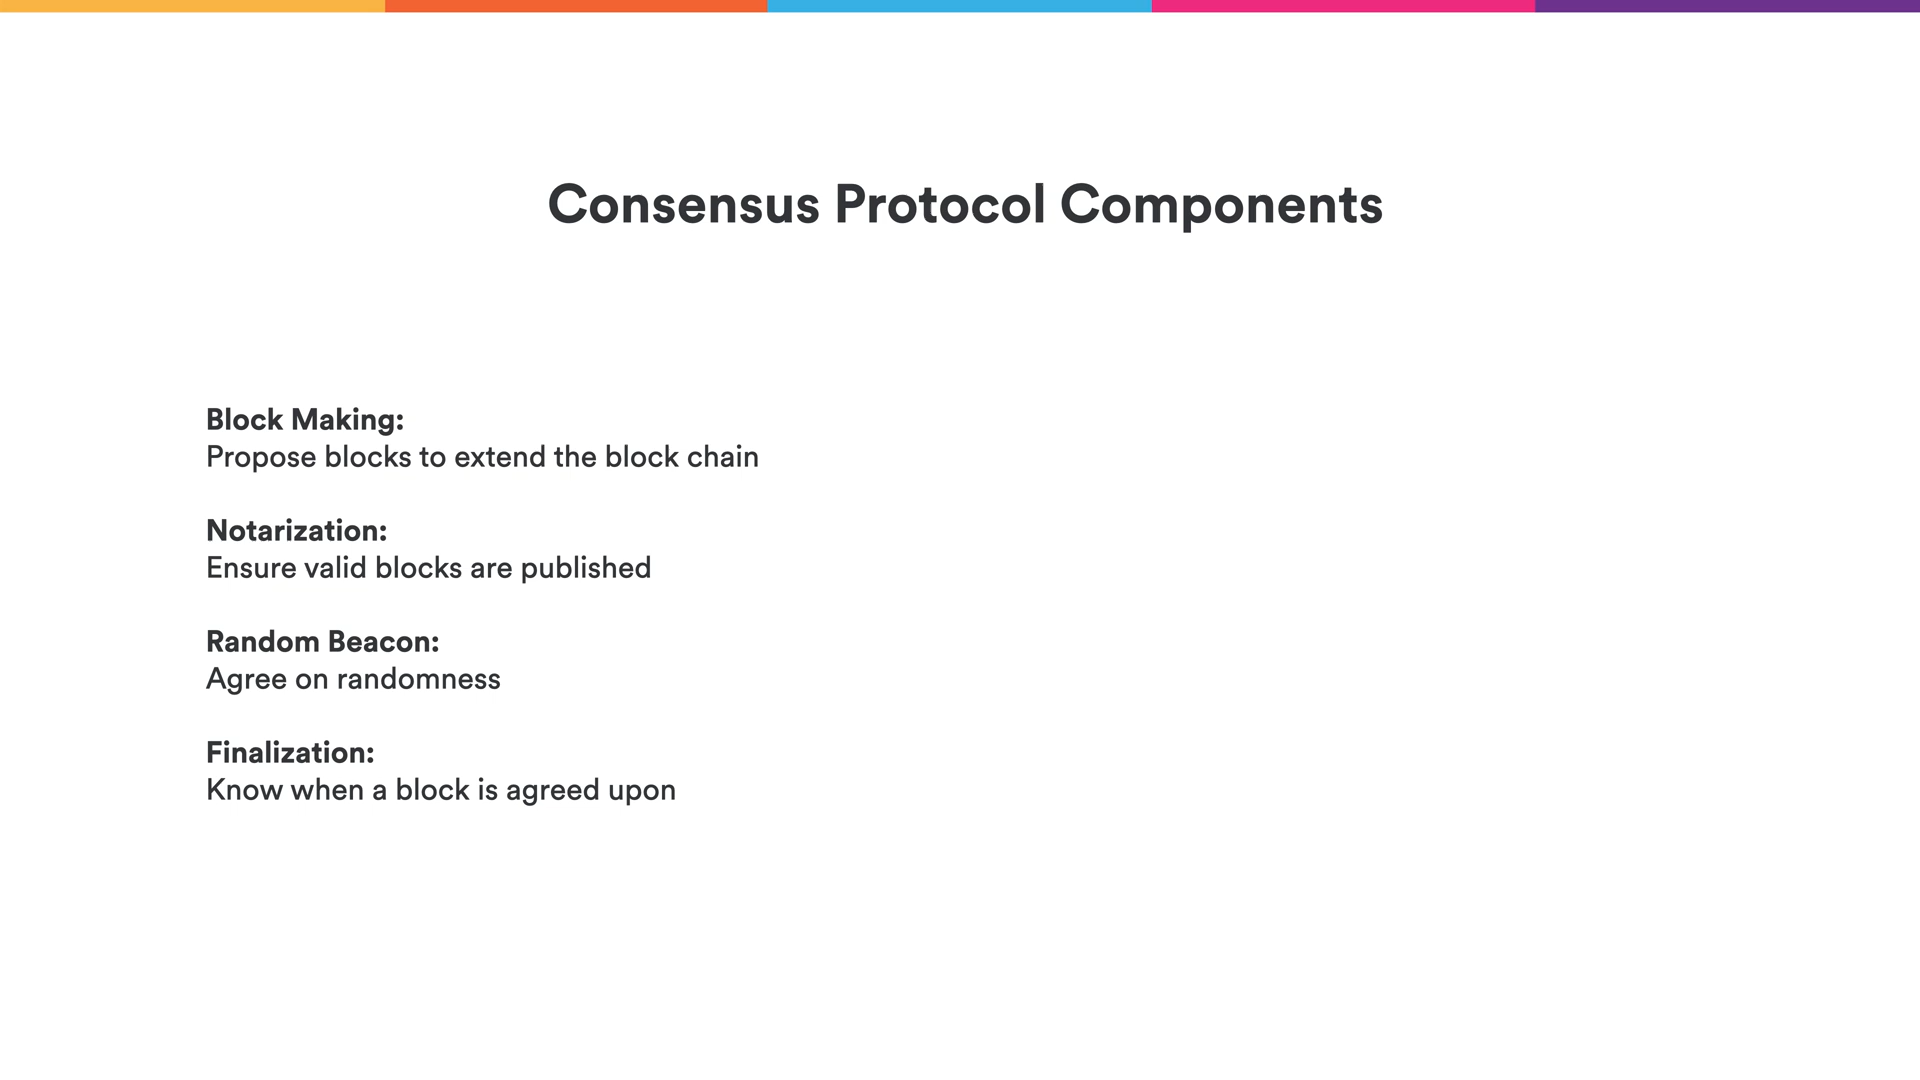 Consensus Protocol Components
Block Making:
Propose blocks to extend the block chain
Notarization:
Ensure valid blocks are published
Random Beacon:
Agree on randomness
Finalization:
Know when a block is agreed upon